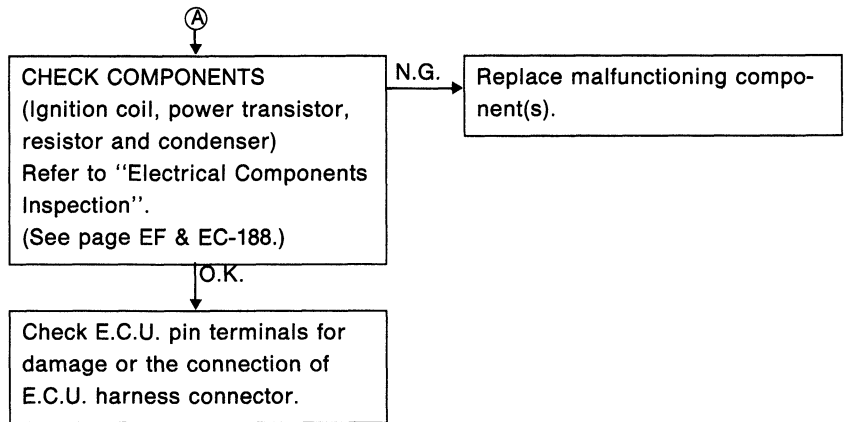 A
CHECK COMPONENTS
(Ignition coil, power transistor,
resistor and condenser)
Refer to "Electrical Components
Inspection".
(See page EF & EC-188.)
N.G.
Replace malfunctioning compo-
nent(s).
O.K.
Check E.C.U. pin terminals for
damage or the connection of
E.C.U. harness connector.